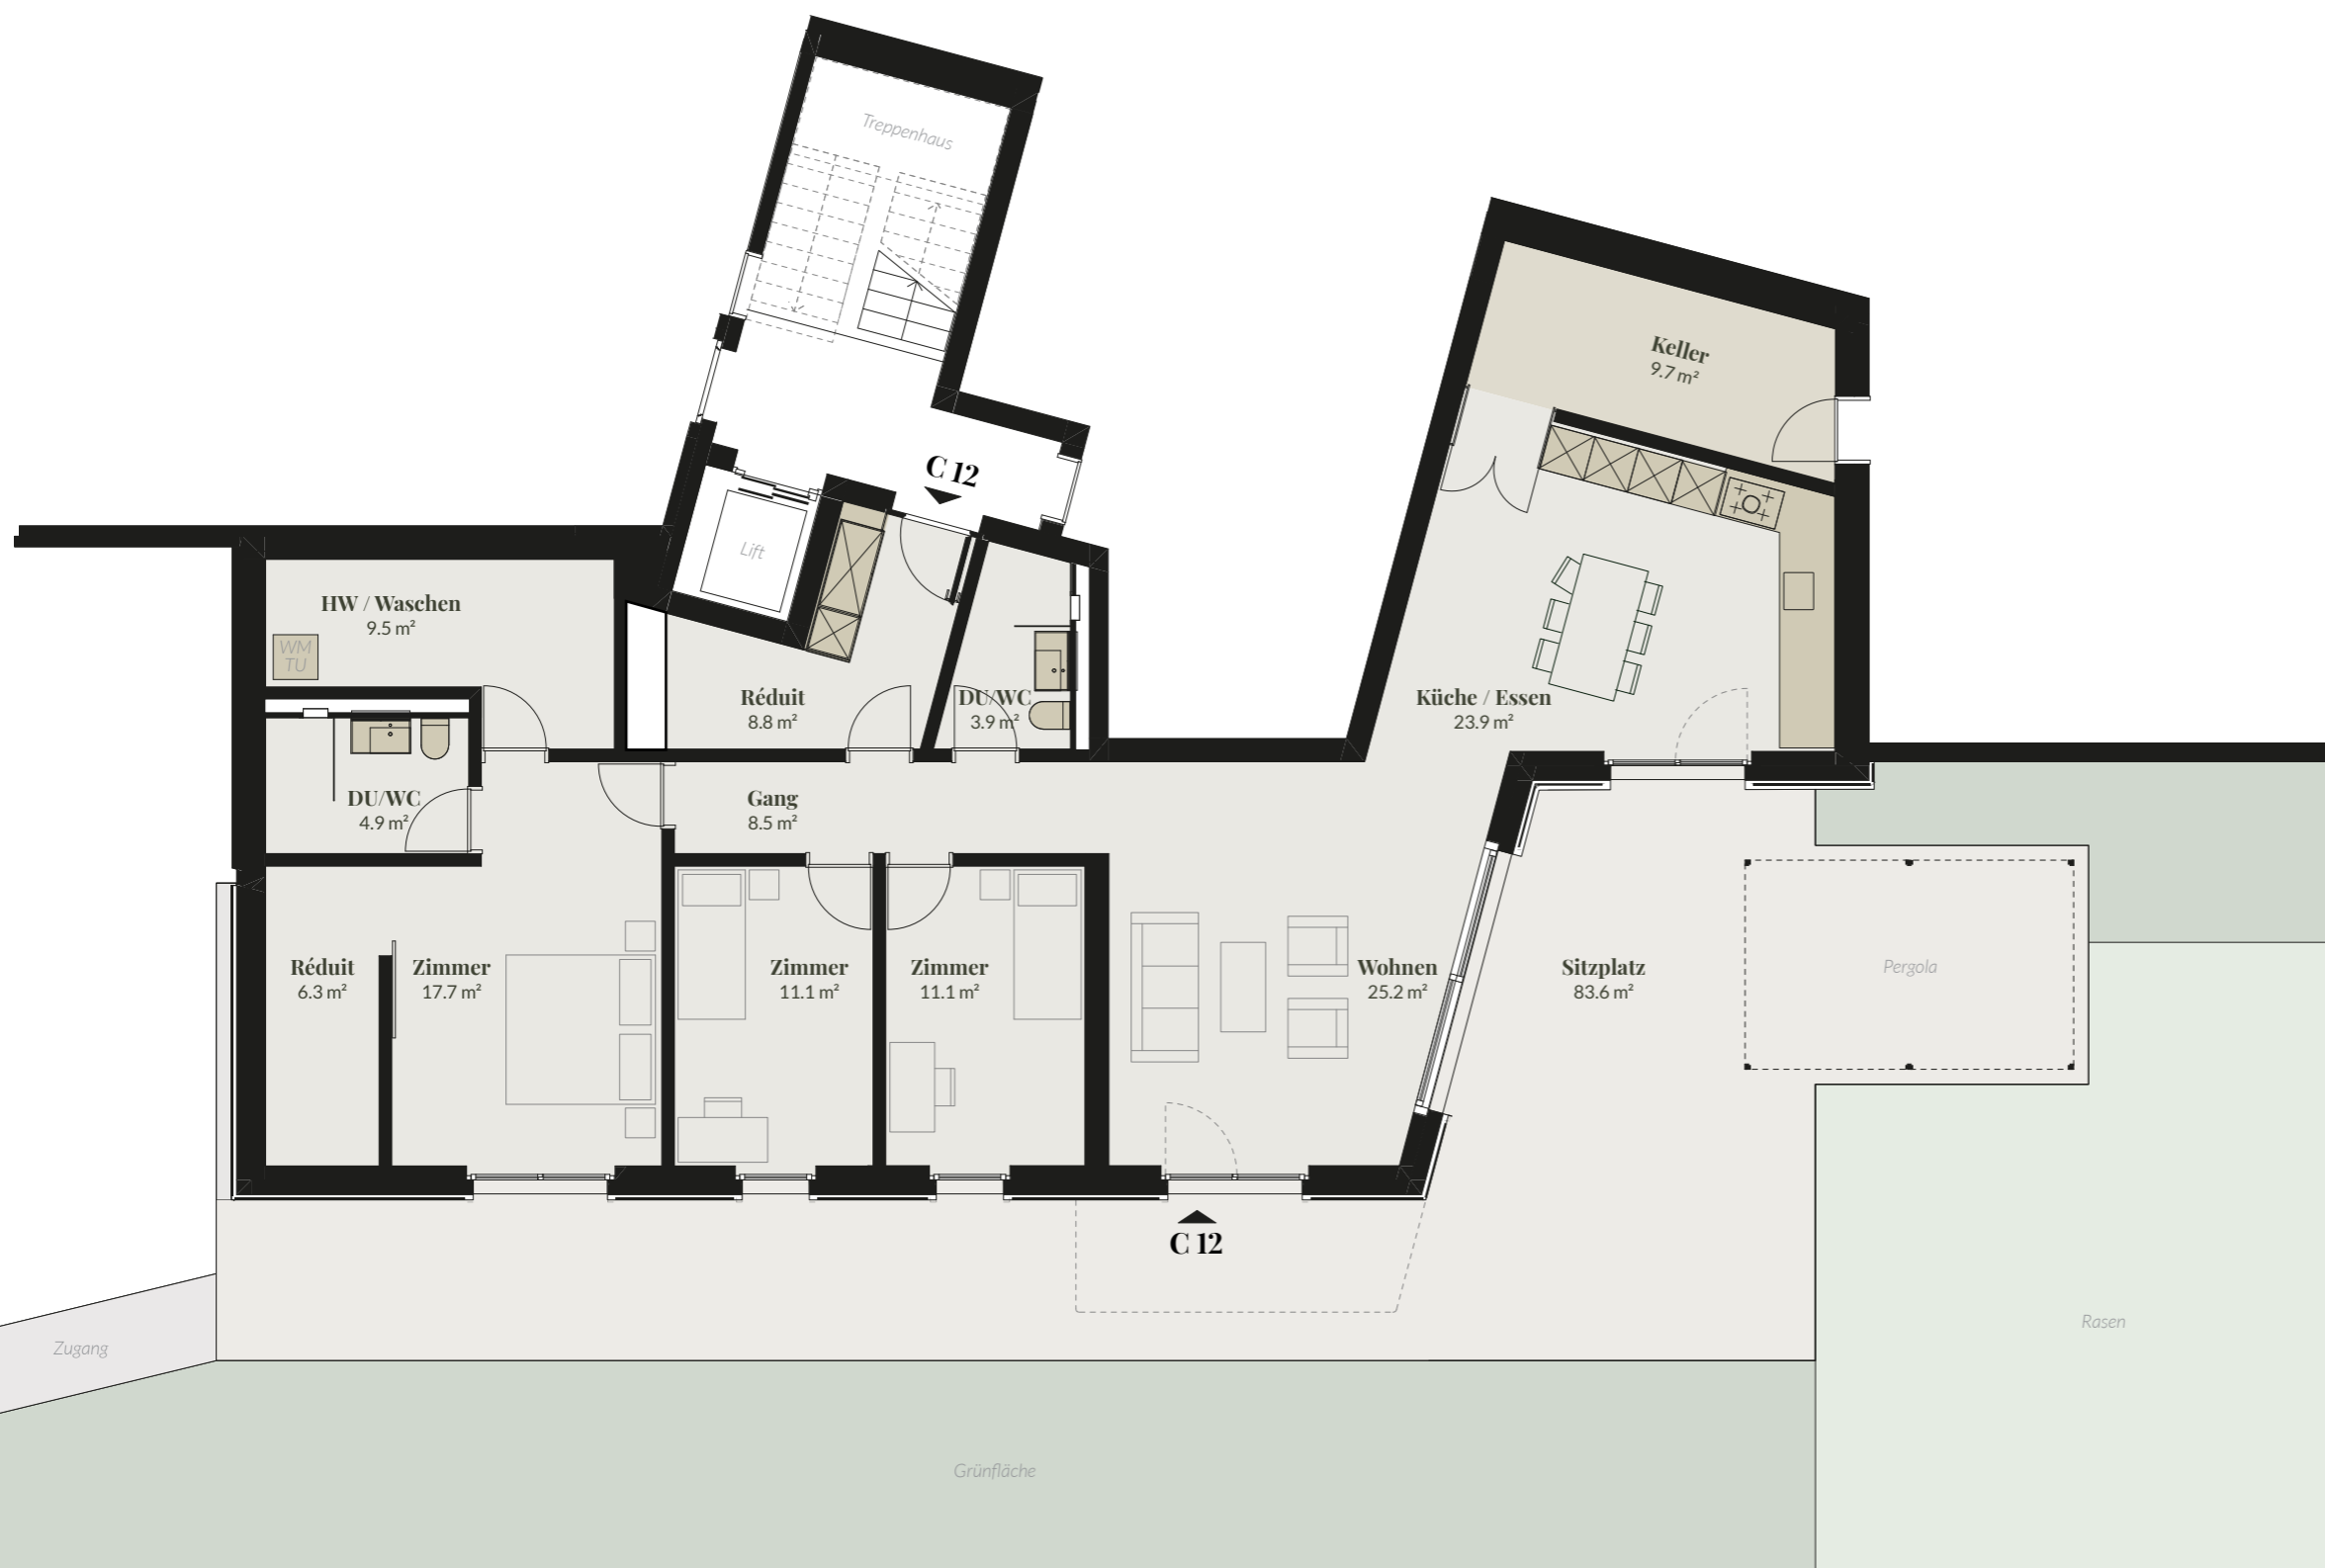 Treppenhaus
Keller
9.7 m²
C 12
Lift
HW / Waschen
9.5 m²
WM
TU
Réduit
8.8 m²
DU/WC
3.9 m²
Küche / Essen
23.9 m²
DU/WC
4.9 m²
Gang
8.5 m²
Réduit
6.3 m²
Zimmer
17.7 m²
Zimmer
11.1 m²
Zimmer
11.1 m²
Wohnen
25.2 m²
Sitzplatz
83.6 m²
Pergola
C 12
Zugang
Rasen
Grünfläche